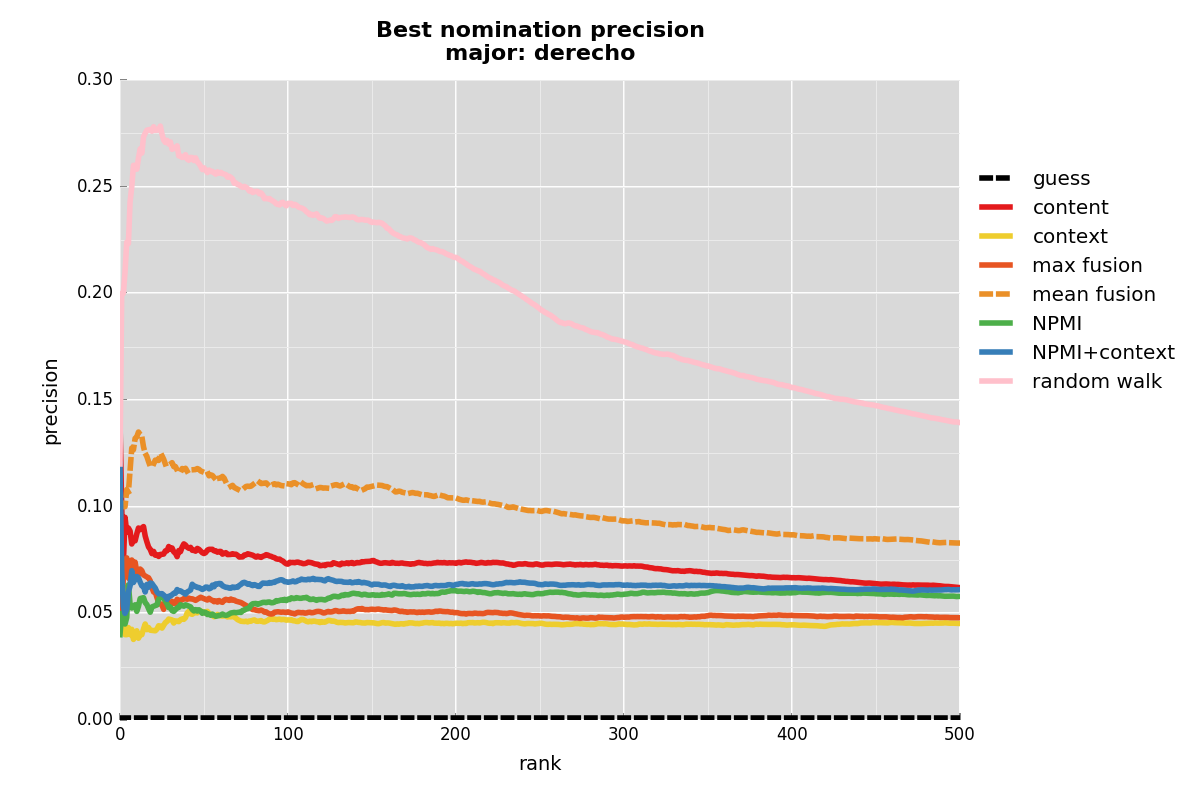 Best nomination precision
major: derecho
0.30
0.25
0.20
0.15
0.10
0.05
0.00
precision
0 100 200 300 400 500
rank
guess
content
context
max fusion
mean fusion
NPMI
NPMI+context
random walk